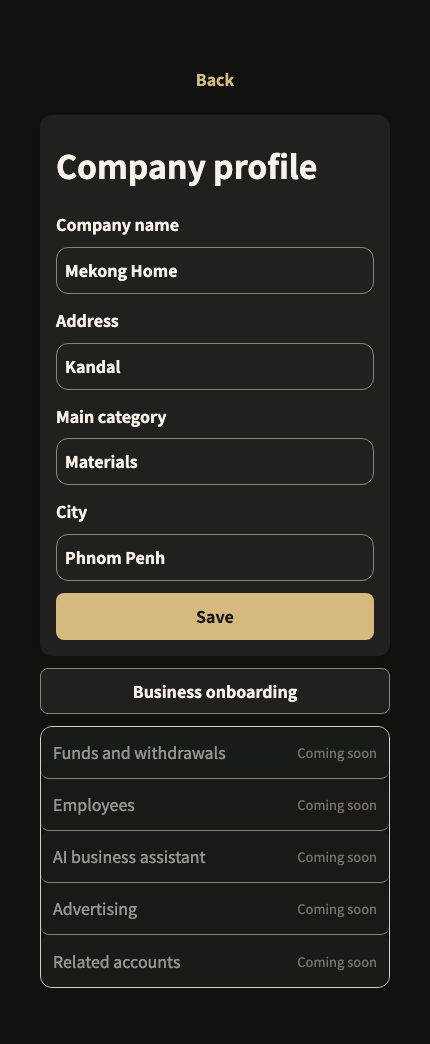 Back
Company profile
Company name
Mekong Home
Address
Kandal
Main category
Materials
City
Phnom Penh
Save
Business onboarding
Funds and withdrawals Coming soon
Employees Coming soon
AI business assistant Coming soon
Advertising Coming soon
Related accounts Coming soon